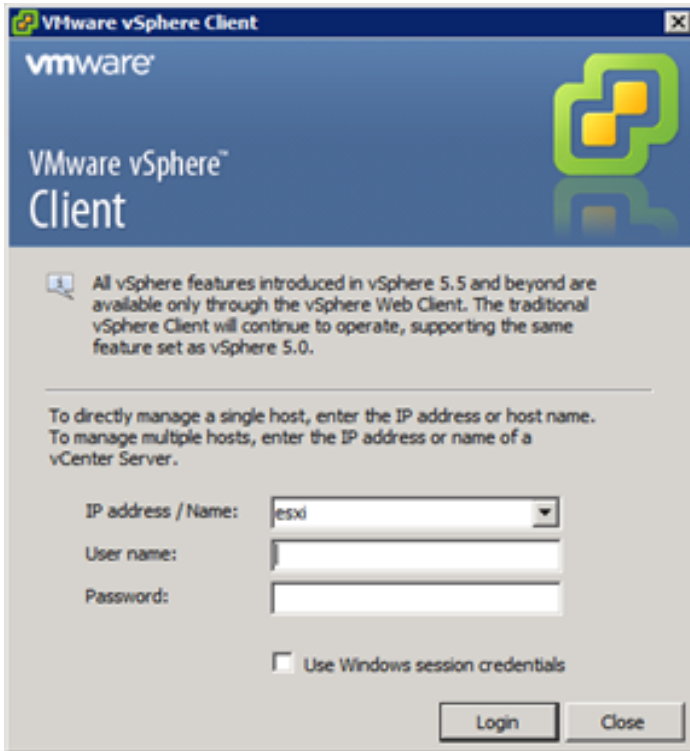 VMware vSphere Client
vmware
VMware vSphere™
Client
All vSphere features introduced in vSphere 5.5 and beyond are
available only through the vSphere Web Client. The traditional
vSphere Client will continue to operate, supporting the same
feature set as vSphere 5.0.
To directly manage a single host, enter the IP address or host name.
To manage multiple hosts, enter the IP address or name of a
vCenter Server.
IP address / Name: esxi
User name:
Password:
Use Windows session credentials
Login Close